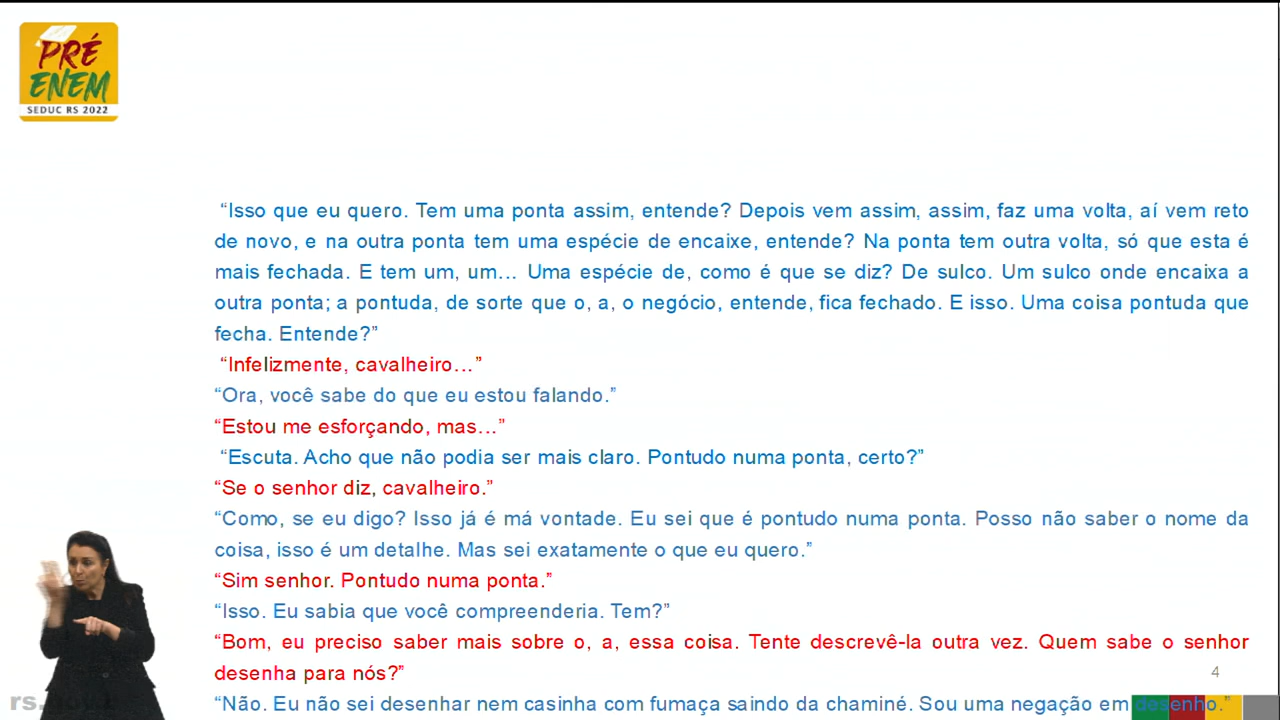 PRÉ
ENEM
SEDUC RS 2022
“Isso que eu quero. Tem uma ponta assim, entende? Depois vem assim, assim, faz uma volta, aí vem reto
de novo, e na outra ponta tem uma espécie de encaixe, entende? Na ponta tem outra volta, só que esta é
mais fechada. E tem um, um... Uma espécie de, como é que se diz? De sulco. Um sulco onde encaixa a
outra ponta; a pontuda, de sorte que o, a, o negócio, entende, fica fechado. E isso. Uma coisa pontuda que
fecha. Entende?”
“Infelizmente, cavalheiro...”
“Ora, você sabe do que eu estou falando.”
“Estou me esforçando, mas...”
“Escuta. Acho que não podia ser mais claro. Pontudo numa ponta, certo?”
“Se o senhor diz, cavalheiro.”
“Como, se eu digo? Isso já é má vontade. Eu sei que é pontudo numa ponta. Posso não saber o nome da
coisa, isso é um detalhe. Mas sei exatamente o que eu quero.”
“Sim senhor. Pontudo numa ponta.”
“Isso. Eu sabia que você compreenderia. Tem?”
“Bom, eu preciso saber mais sobre o, a, essa coisa. Tente descrevê-la outra vez. Quem sabe o senhor
desenha para nós?”
4
“Não. Eu não sei desenhar nem casinha com fumaça saindo da chaminé. Sou uma negação em desenho.”